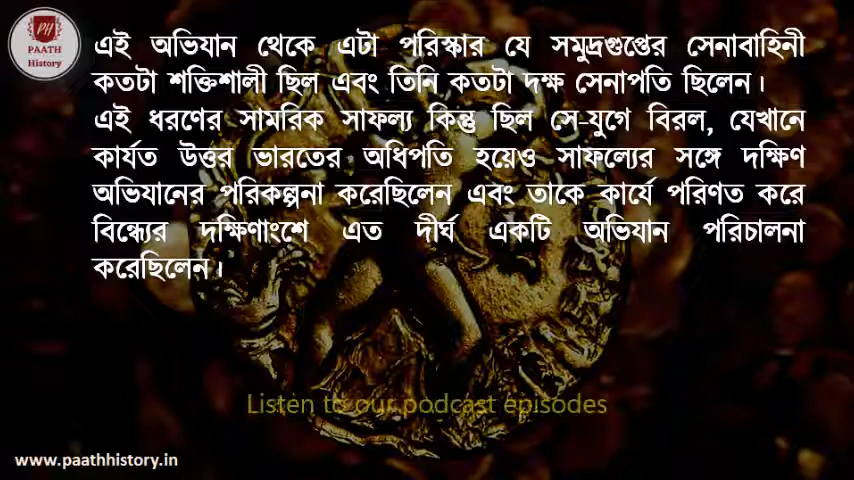 PH
PAATH
History
এই অভিযান থেকে এটা পরিস্কার যে সমুদ্রগুপ্তের সেনাবাহিনী
কতটা শক্তিশালী ছিল এবং তিনি কতটা দক্ষ সেনাপতি ছিলেন।
এই ধরণের সামরিক সাফল্য কিন্তু ছিল সে-যুগে বিরল, যেখানে
কার্যত উত্তর ভারতের অধিপতি হয়েও সাফল্যের সঙ্গে দক্ষিণ
অভিযানের পরিকল্পনা করেছিলেন এবং তাকে কার্যে পরিণত করে
বিন্ধ্যের দক্ষিণাংশে এত দীর্ঘ একটি অভিযান পরিচালনা
করেছিলেন।
Listen to our podcast episodes
www.paathhistory.in